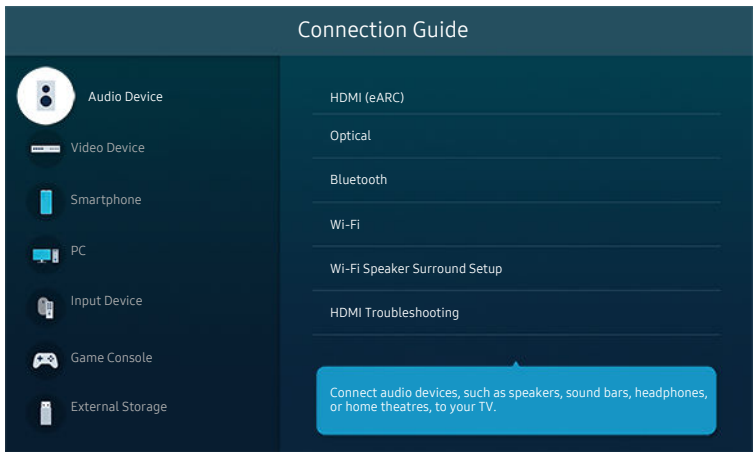 Connection Guide
Audio Device
Video Device
Smartphone
PC
Input Device
Game Console
External Storage
HDMI (eARC)
Optical
Bluetooth
Wi-Fi
Wi-Fi Speaker Surround Setup
HDMI Troubleshooting
Connect audio devices, such as speakers, sound bars, headphones,
or home theatres, to your TV.